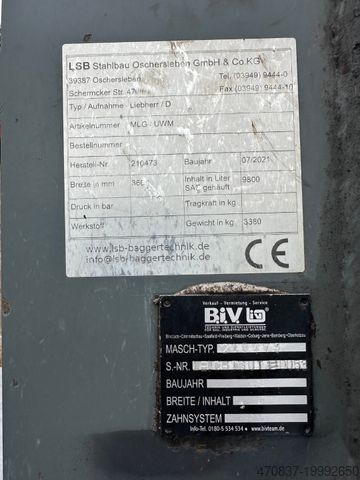 LSB Stahlbau Oschersleben GmbH & Co.KG
39387 Oschersleben Tel. (03949) 9444-0
Schermcker Str. Fax (03949) 9444-10
Typ / Aufnahme Liebherr / D
Artikelnummer MLG / UWM
Bestellnummer
Herstell-Nr. 210473 Baujahr 07/2021
Breite in mm Inhalt in Liter SAE gehäuft 9800
Druck in bar Tragkraft in kg
Werkstoff Gewicht in kg 3380
www.lsb-baggertechnik.de
info@lsb-baggertechnik.de
CE
Verkauf - Vermietung - Service
BIV
MASCH-TYP.
S.-NR.
BAUJAHR
BREITE / INHALT
ZAHNSYSTEM
Info-Tel. 0180-5 534 534 www.bivteam.de
470837-19992650